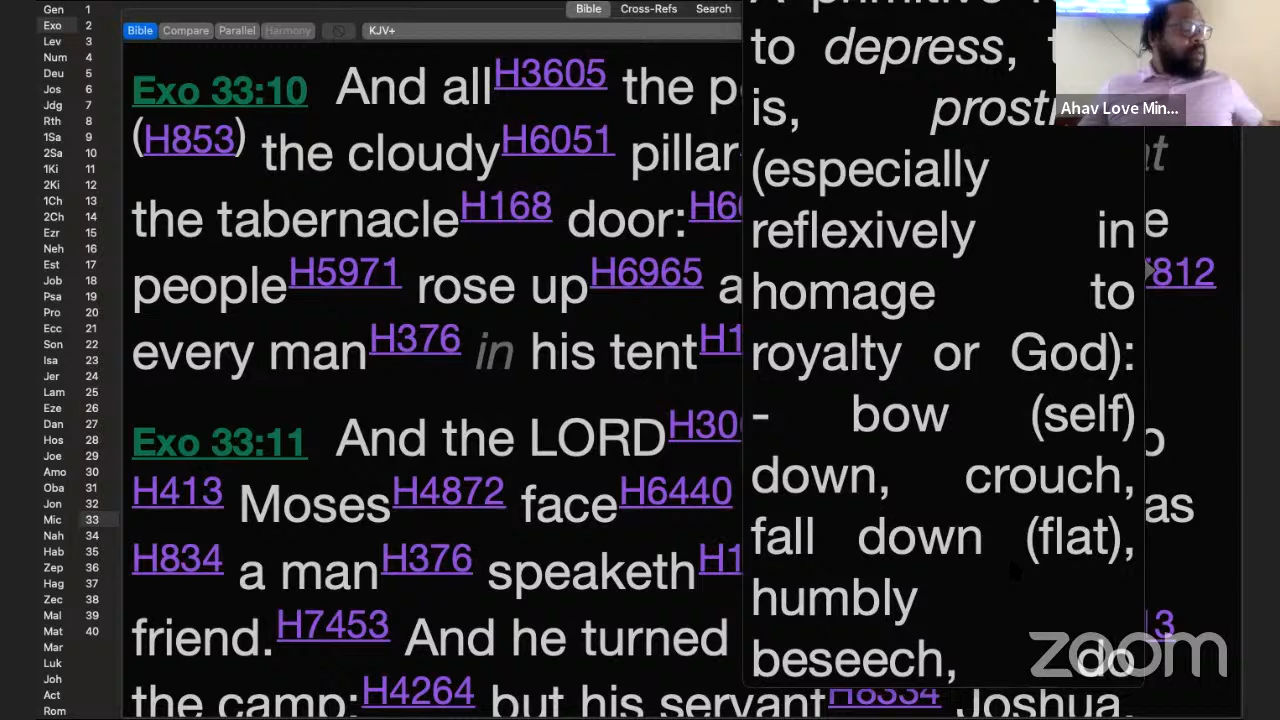 Gen 1
Exo 2
Lev 3
Num 4
Deu 5
Jos 6
Jdg 7
Rth 8
1Sa 9
2Sa 10
1Ki 11
2Ki 12
1Ch 13
2Ch 14
Ezr 15
Neh 16
Est 17
Job 18
Psa 19
Pro 20
Ecc 21
Son 22
Isa 23
Jer 24
Lam 25
Eze 26
Dan 27
Hos 28
Joe 29
Amo 30
Oba 31
Jon 32
Mic 33
Nah 34
Hab 35
Zep 36
Hag 37
Zec 38
Mal 39
Mat 40
Mar
Luk
Joh
Act
Rom
Bible Cross-Refs Search
Bible Compare Parallel Harmony KJV+
Exo 33:10 And all H3605 the
(H853) the cloudy H6051 pillar
the tabernacle H168 door:
people H5971 rose up H6965
every man H376 in his tent
Exo 33:11 And the LORD
H413 Moses H4872 face H6440
H834 a man H376 speaketh
friend. H7453 And he turned
the camp: H4264 but his servant H8334 Joshua,
A primitive
to depress,
is,
(especially
reflexively in
homage to
royalty or God):
- bow (self)
down, crouch,
fall down (flat),
humbly
beseech, do
as
Ahav Love Min...
zoom